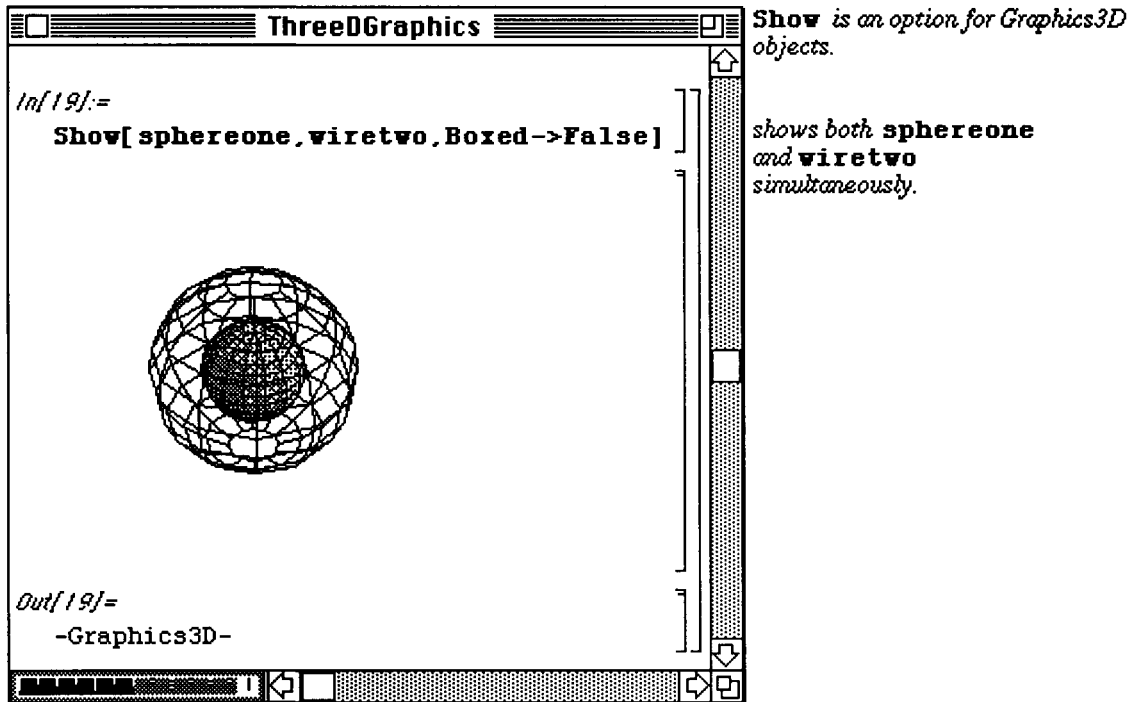 ThreeDGraphics
In[19]:=
Show[sphereone,wiretwo,Boxed->False]
Out[19]=
-Graphics3D-
Show is an option for Graphics3D
objects.
shows both sphereone
and wiretwo
simultaneously.